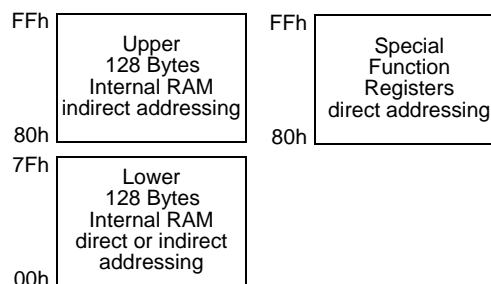 FFh
Upper
128 Bytes
Internal RAM
indirect addressing
80h
FFh
Special
Function
Registers
direct addressing
80h
7Fh
Lower
128 Bytes
Internal RAM
direct or indirect
addressing
00h